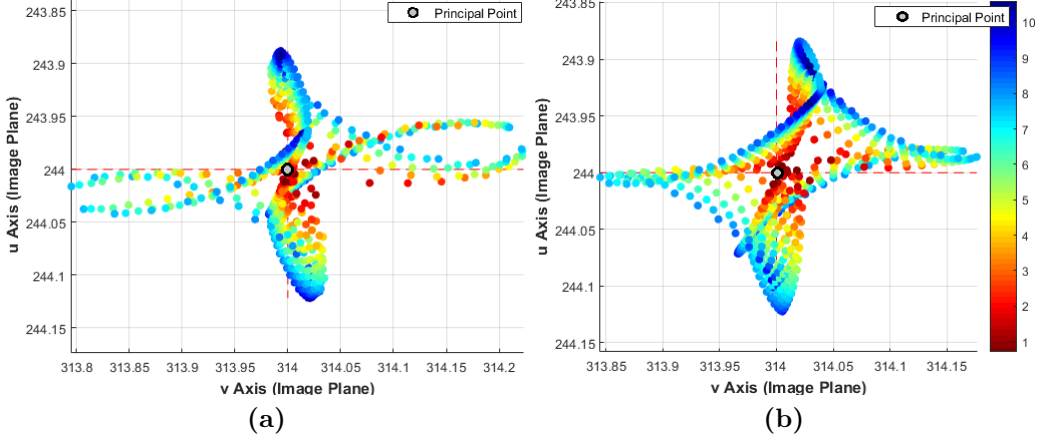 243.85
243.9
243.95
244
244.05
244.1
244.15
u Axis (Image Plane)
313.8 313.85 313.9 313.95 314 314.05 314.1 314.15 314.2
v Axis (Image Plane)
Principal Point
(a)
243.85
243.9
243.95
244
244.05
244.1
244.15
u Axis (Image Plane)
313.85 313.9 313.95 314 314.05 314.1 314.15
v Axis (Image Plane)
Principal Point
10
9
8
7
6
5
4
3
2
1
(b)